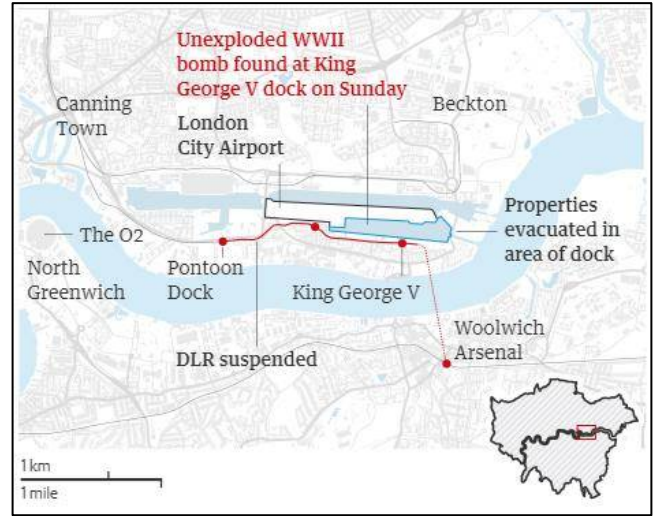 Unexploded WWII
bomb found at King
George V dock on Sunday
Canning
Town
Beckton
London
City Airport
Properties
evacuated in
area of dock
The O2
North
Greenwich
Pontoon
Dock
King George V
DLR suspended
Woolwich
Arsenal
1km
1mile